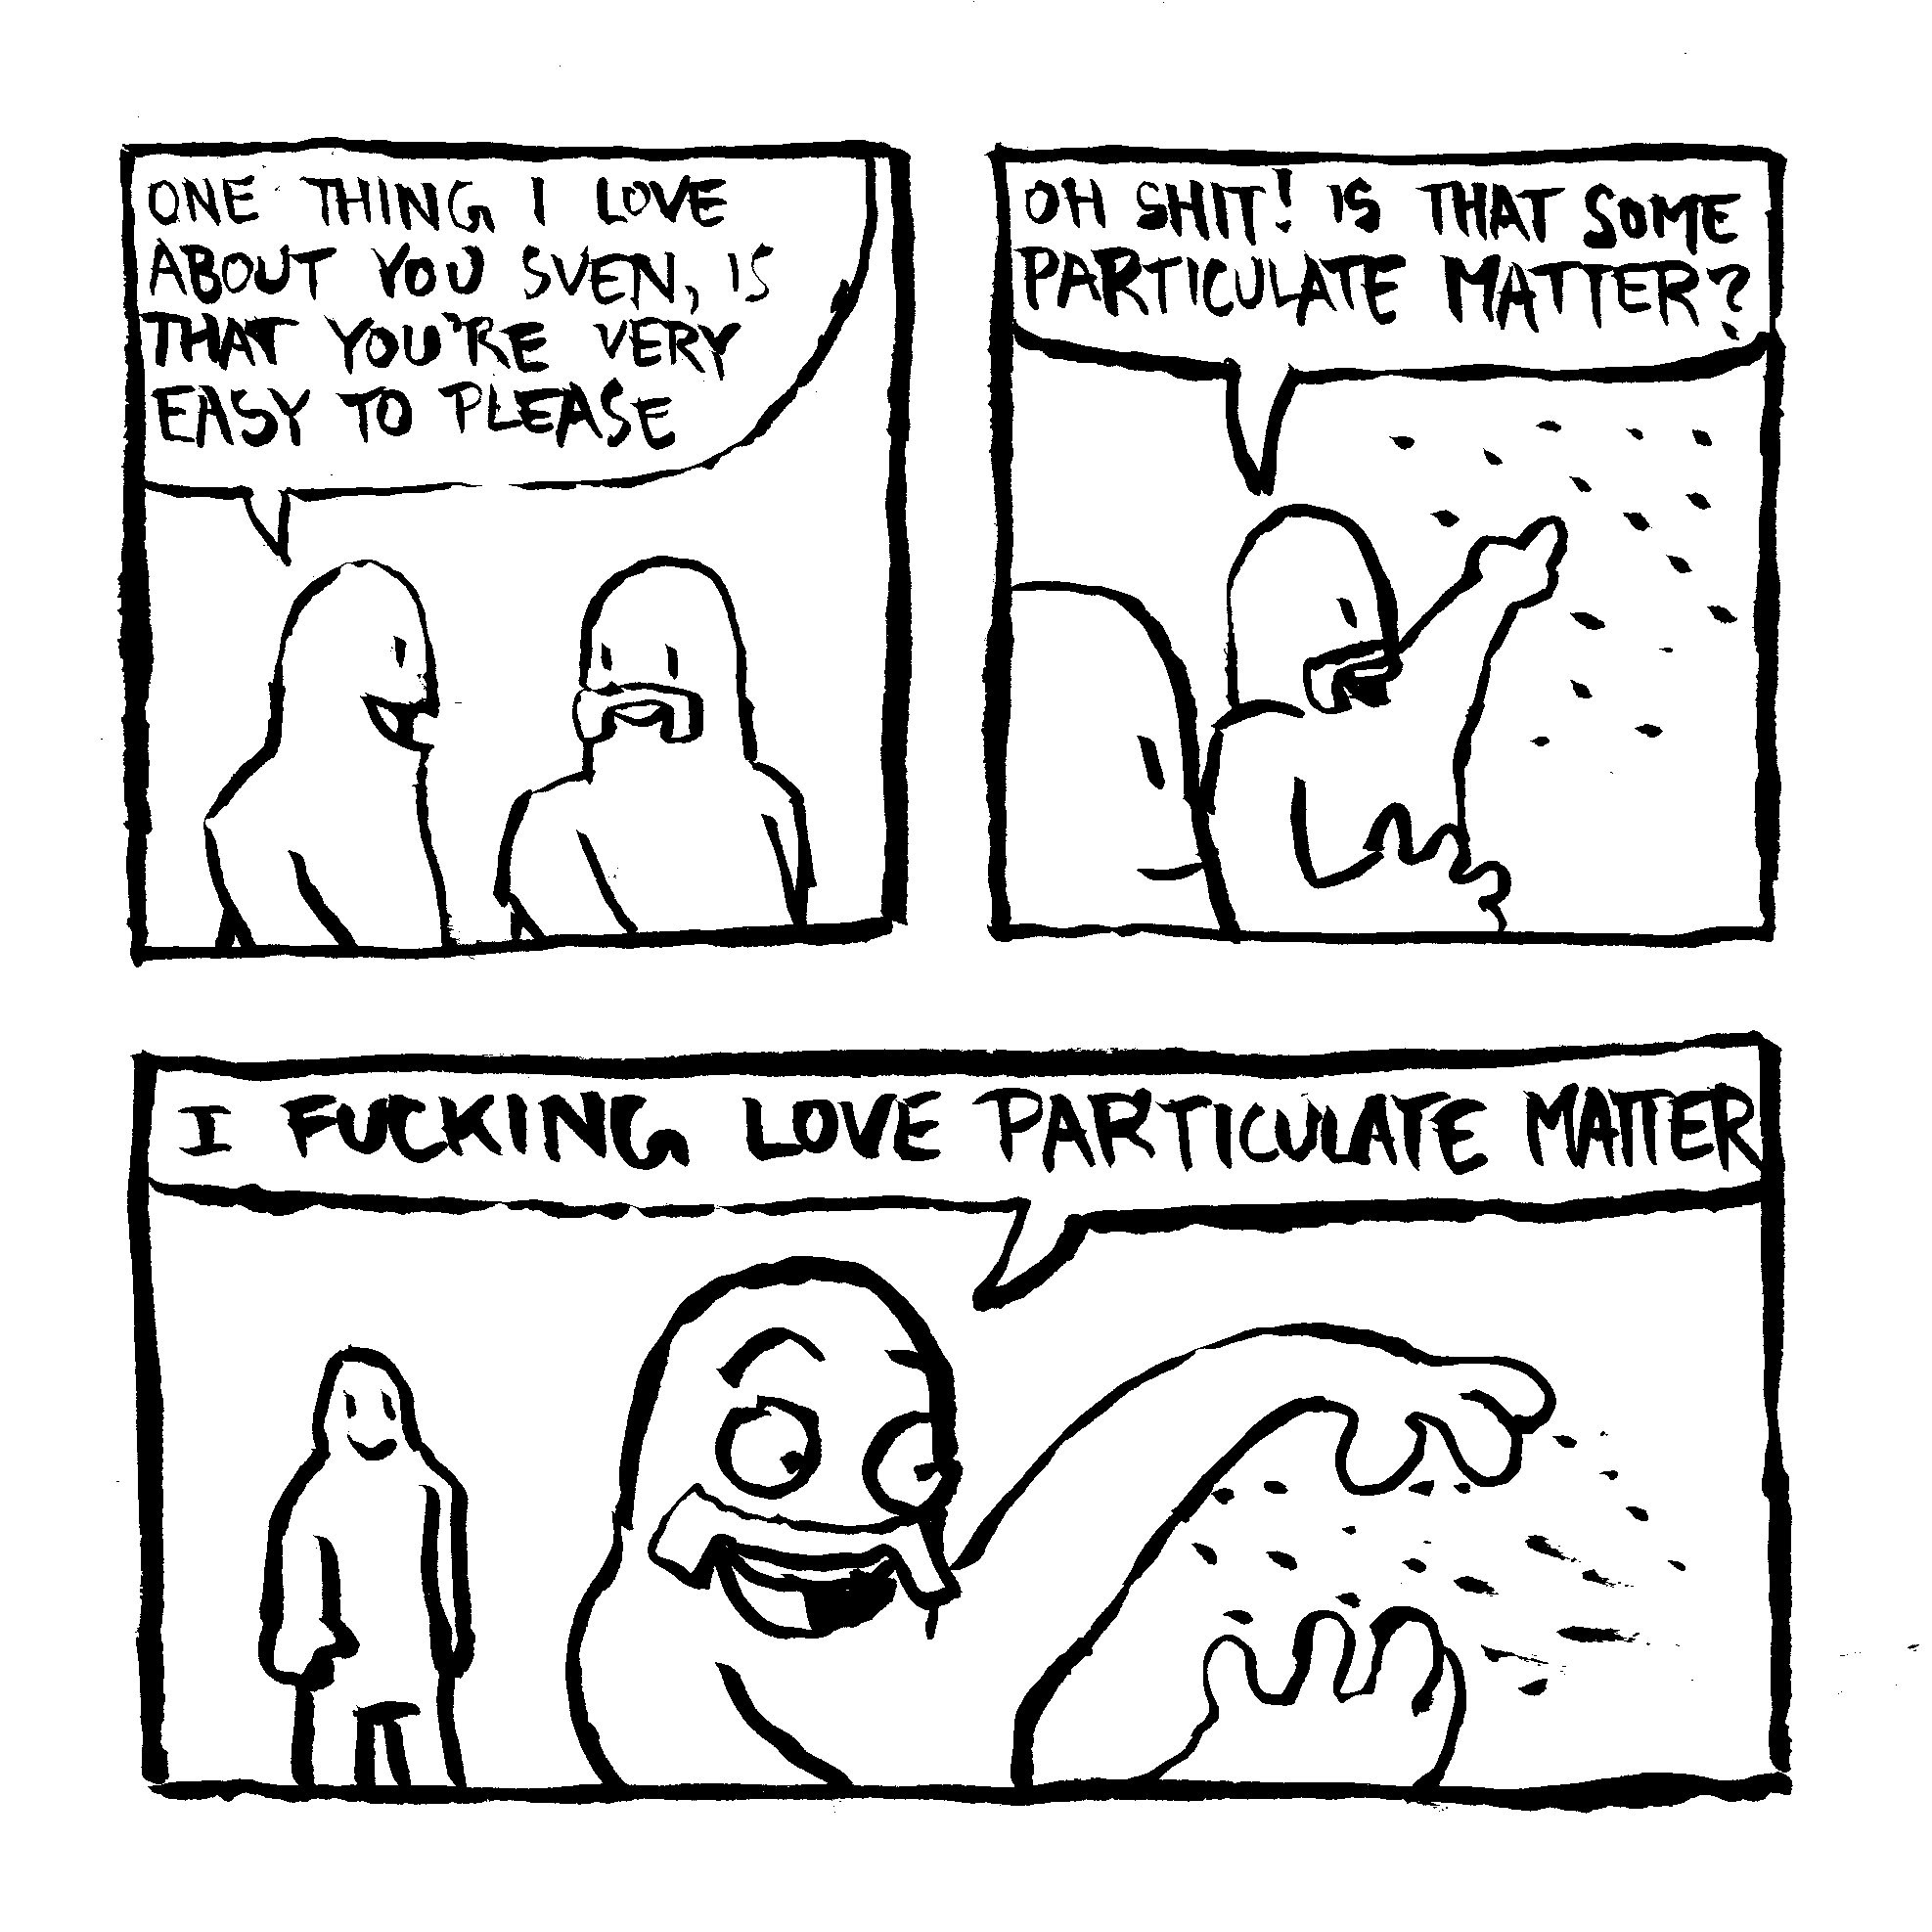 ONE THING I LOVE
ABOUT YOU SVEN, IS
THAT YOU'RE VERY
EASY TO PLEASE
OH SHIT! IS THAT SOME
PARTICULATE MATTER?
I FUCKING LOVE PARTICULATE MATTER